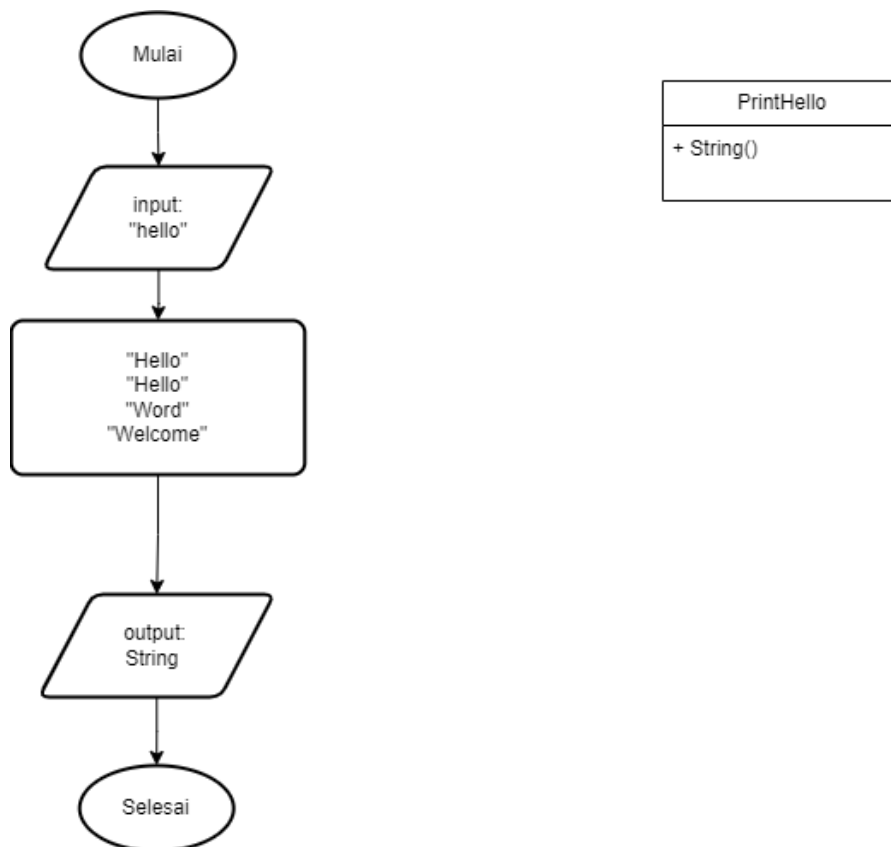 Mulai
input:
"hello"
"Hello"
"Hello"
"Word"
"Welcome"
output:
String
Selesai
PrintHello
+ String()